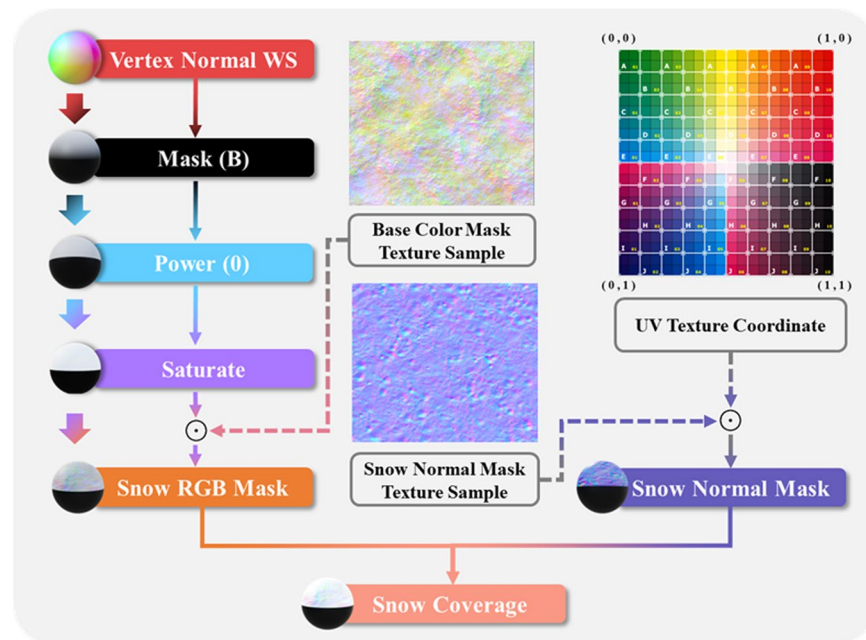 Vertex Normal WS
Mask (B)
Power (0)
Saturate
Snow RGB Mask
Base Color Mask
Texture Sample
Snow Normal Mask
Texture Sample
(0,0)
(1,0)
(0,1)
(1,1)
UV Texture Coordinate
Snow Normal Mask
Snow Coverage